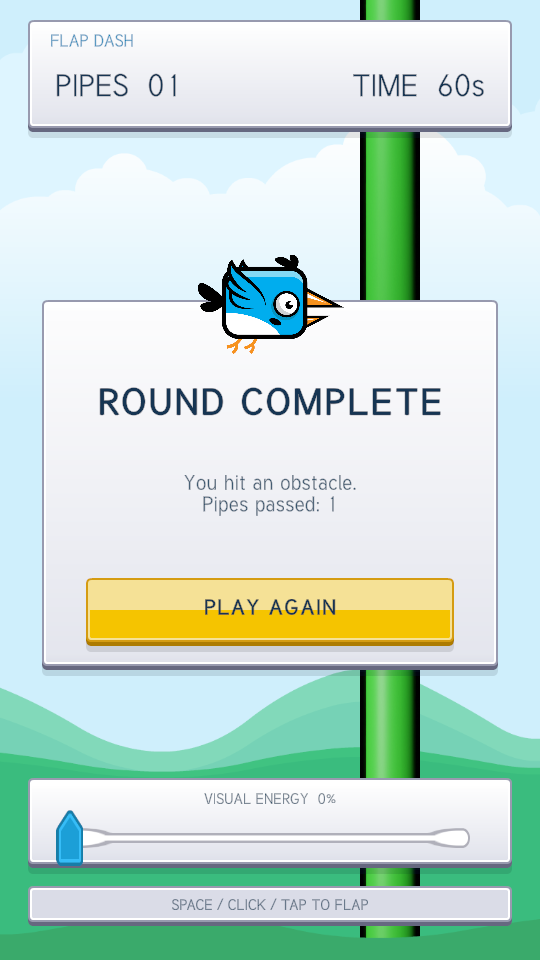 FLAP DASH
PIPES 01 TIME 60s
ROUND COMPLETE
You hit an obstacle.
Pipes passed: 1
PLAY AGAIN
VISUAL ENERGY 0%
SPACE / CLICK / TAP TO FLAP